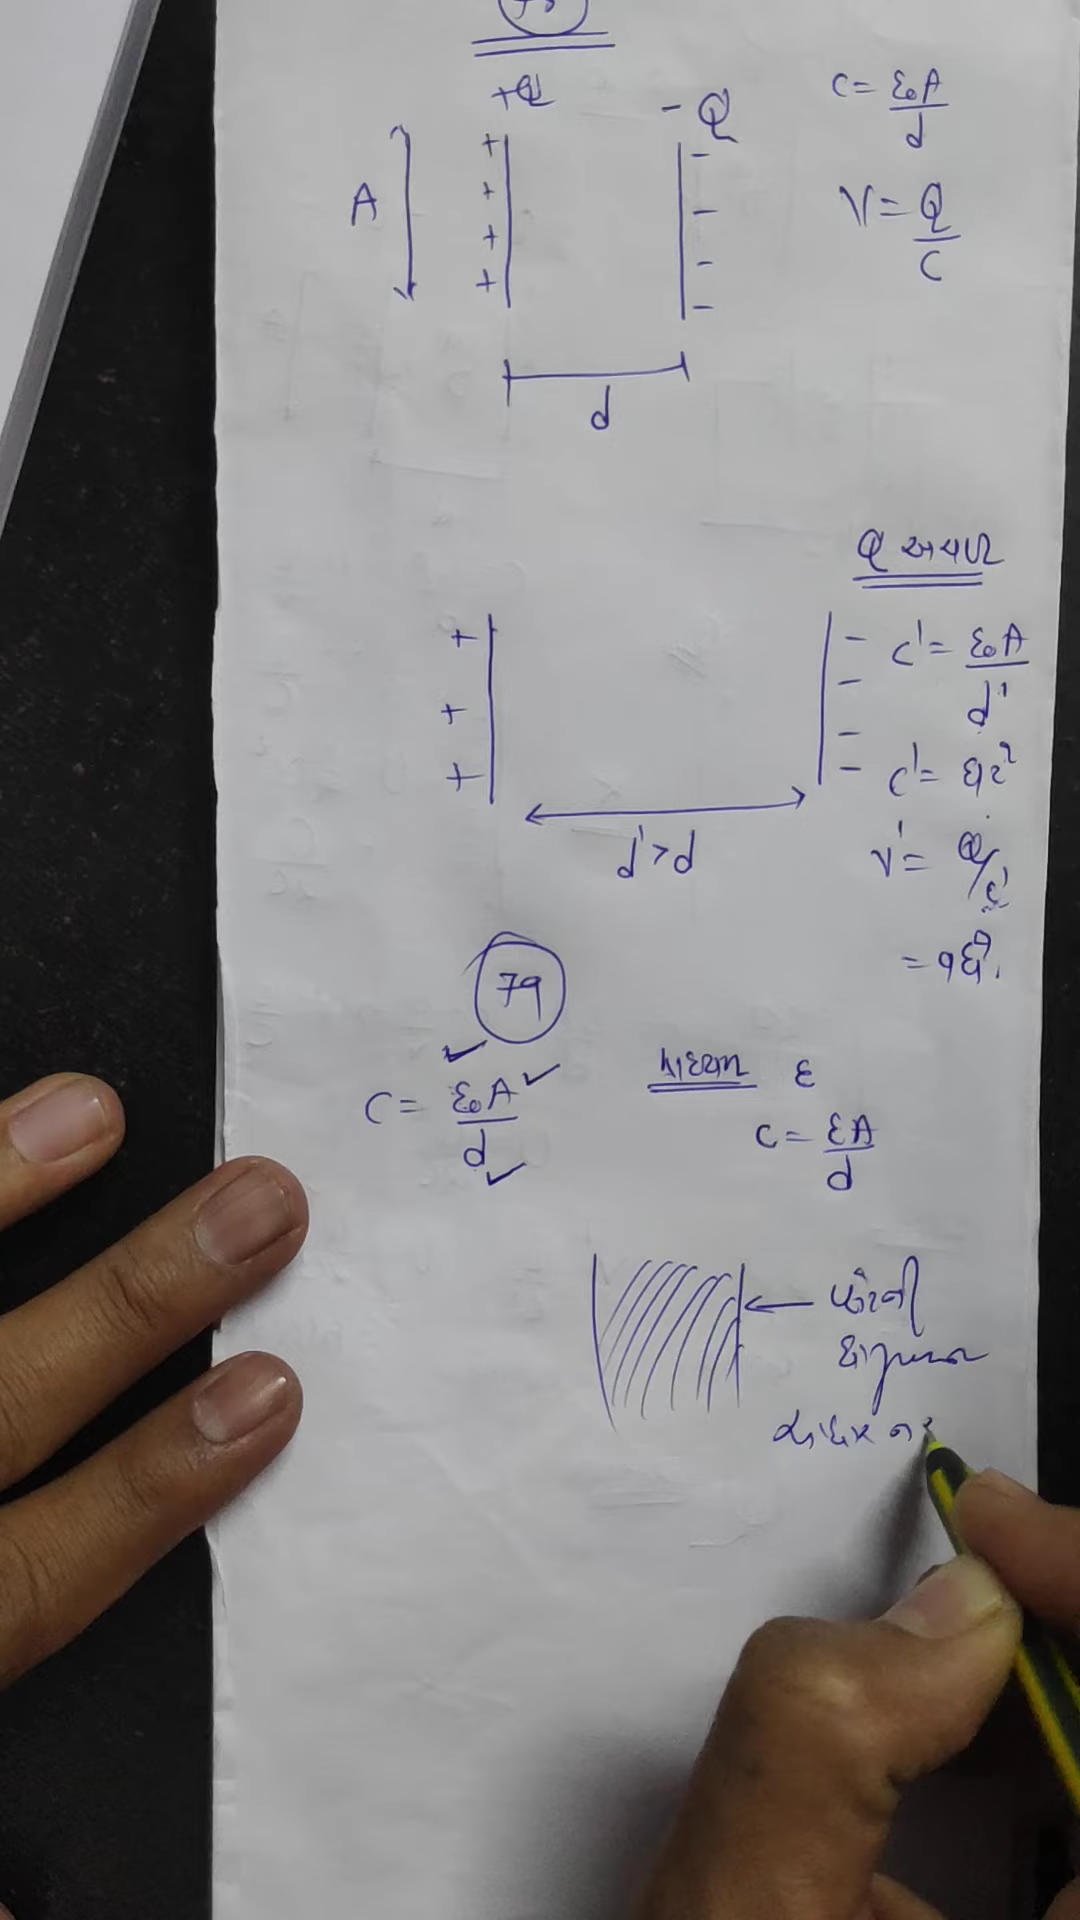 +Q
- Q
A
C = ε₀A / d
V = Q / C
d
Q અચળ
C' = ε₀A / d'
C' = ઘટે
V' = Q / C'
= વધે.
d' > d
79
C = ε₀A / d
માધ્યમ ε
C = εA / d